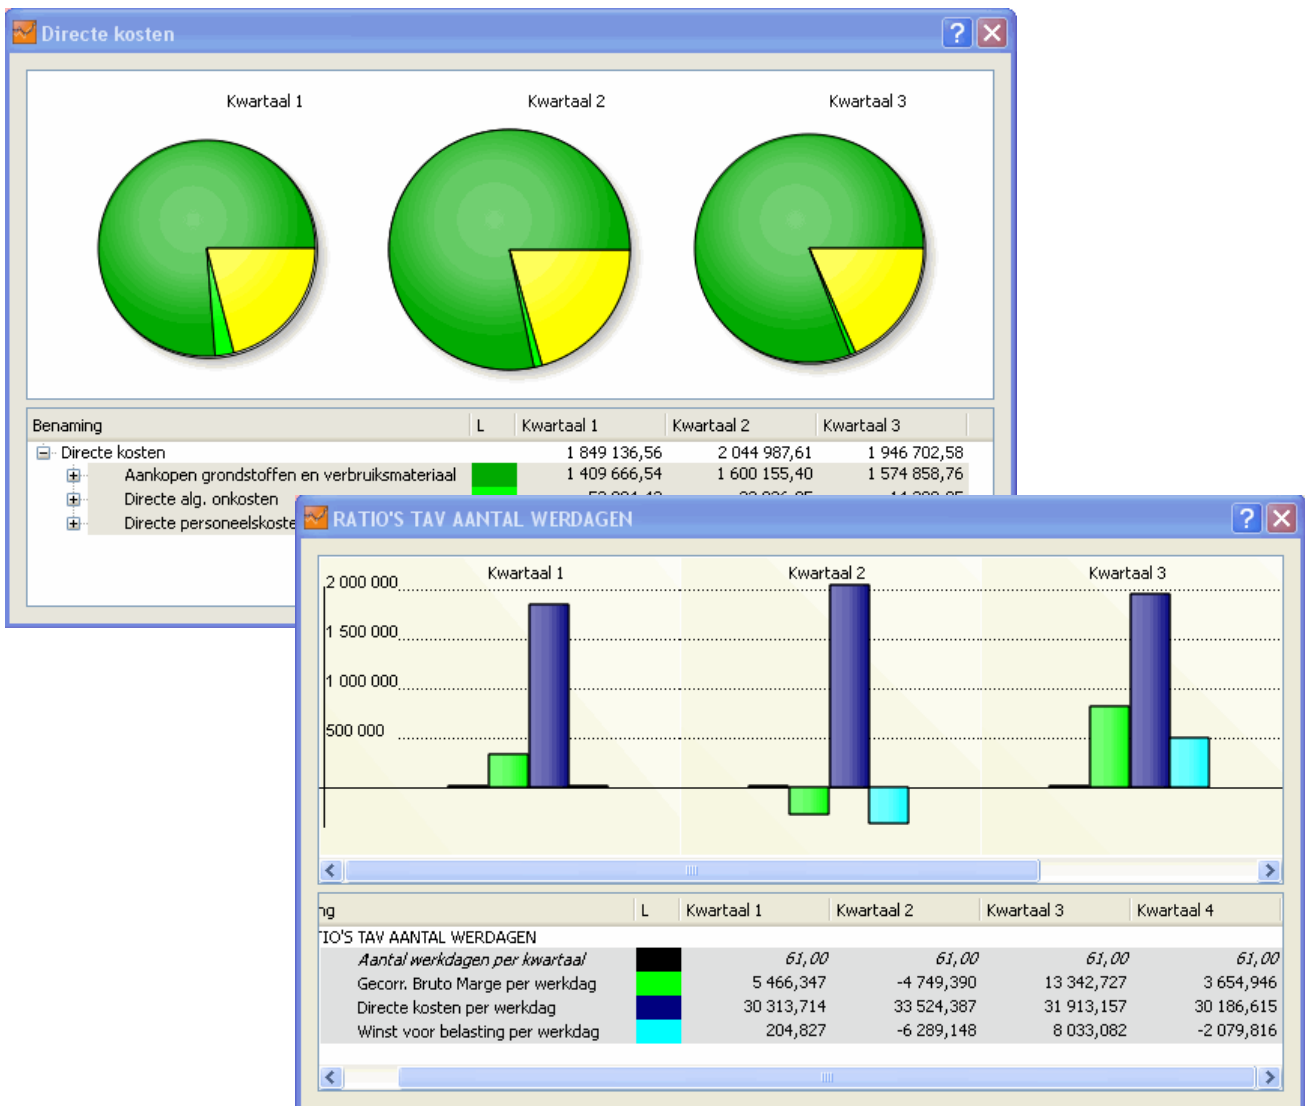 Directe kosten
Kwartaal 1 Kwartaal 2 Kwartaal 3
Benaming L Kwartaal 1 Kwartaal 2 Kwartaal 3
Directe kosten 1 849 136,56 2 044 987,61 1 946 702,58
Aankopen grondstoffen en verbruiksmateriaal 1 409 666,54 1 600 155,40 1 574 858,76
Directe alg. onkosten
Directe personeelskoste
RATIO'S TAV AANTAL WERDAGEN
Kwartaal 1 Kwartaal 2 Kwartaal 3
2 000 000
1 500 000
1 000 000
500 000
ng L Kwartaal 1 Kwartaal 2 Kwartaal 3 Kwartaal 4
TIO'S TAV AANTAL WERDAGEN
Aantal werkdagen per kwartaal 61,00 61,00 61,00 61,00
Gecorr. Bruto Marge per werkdag 5 466,347 -4 749,390 13 342,727 3 654,946
Directe kosten per werkdag 30 313,714 33 524,387 31 913,157 30 186,615
Winst voor belasting per werkdag 204,827 -6 289,148 8 033,082 -2 079,816